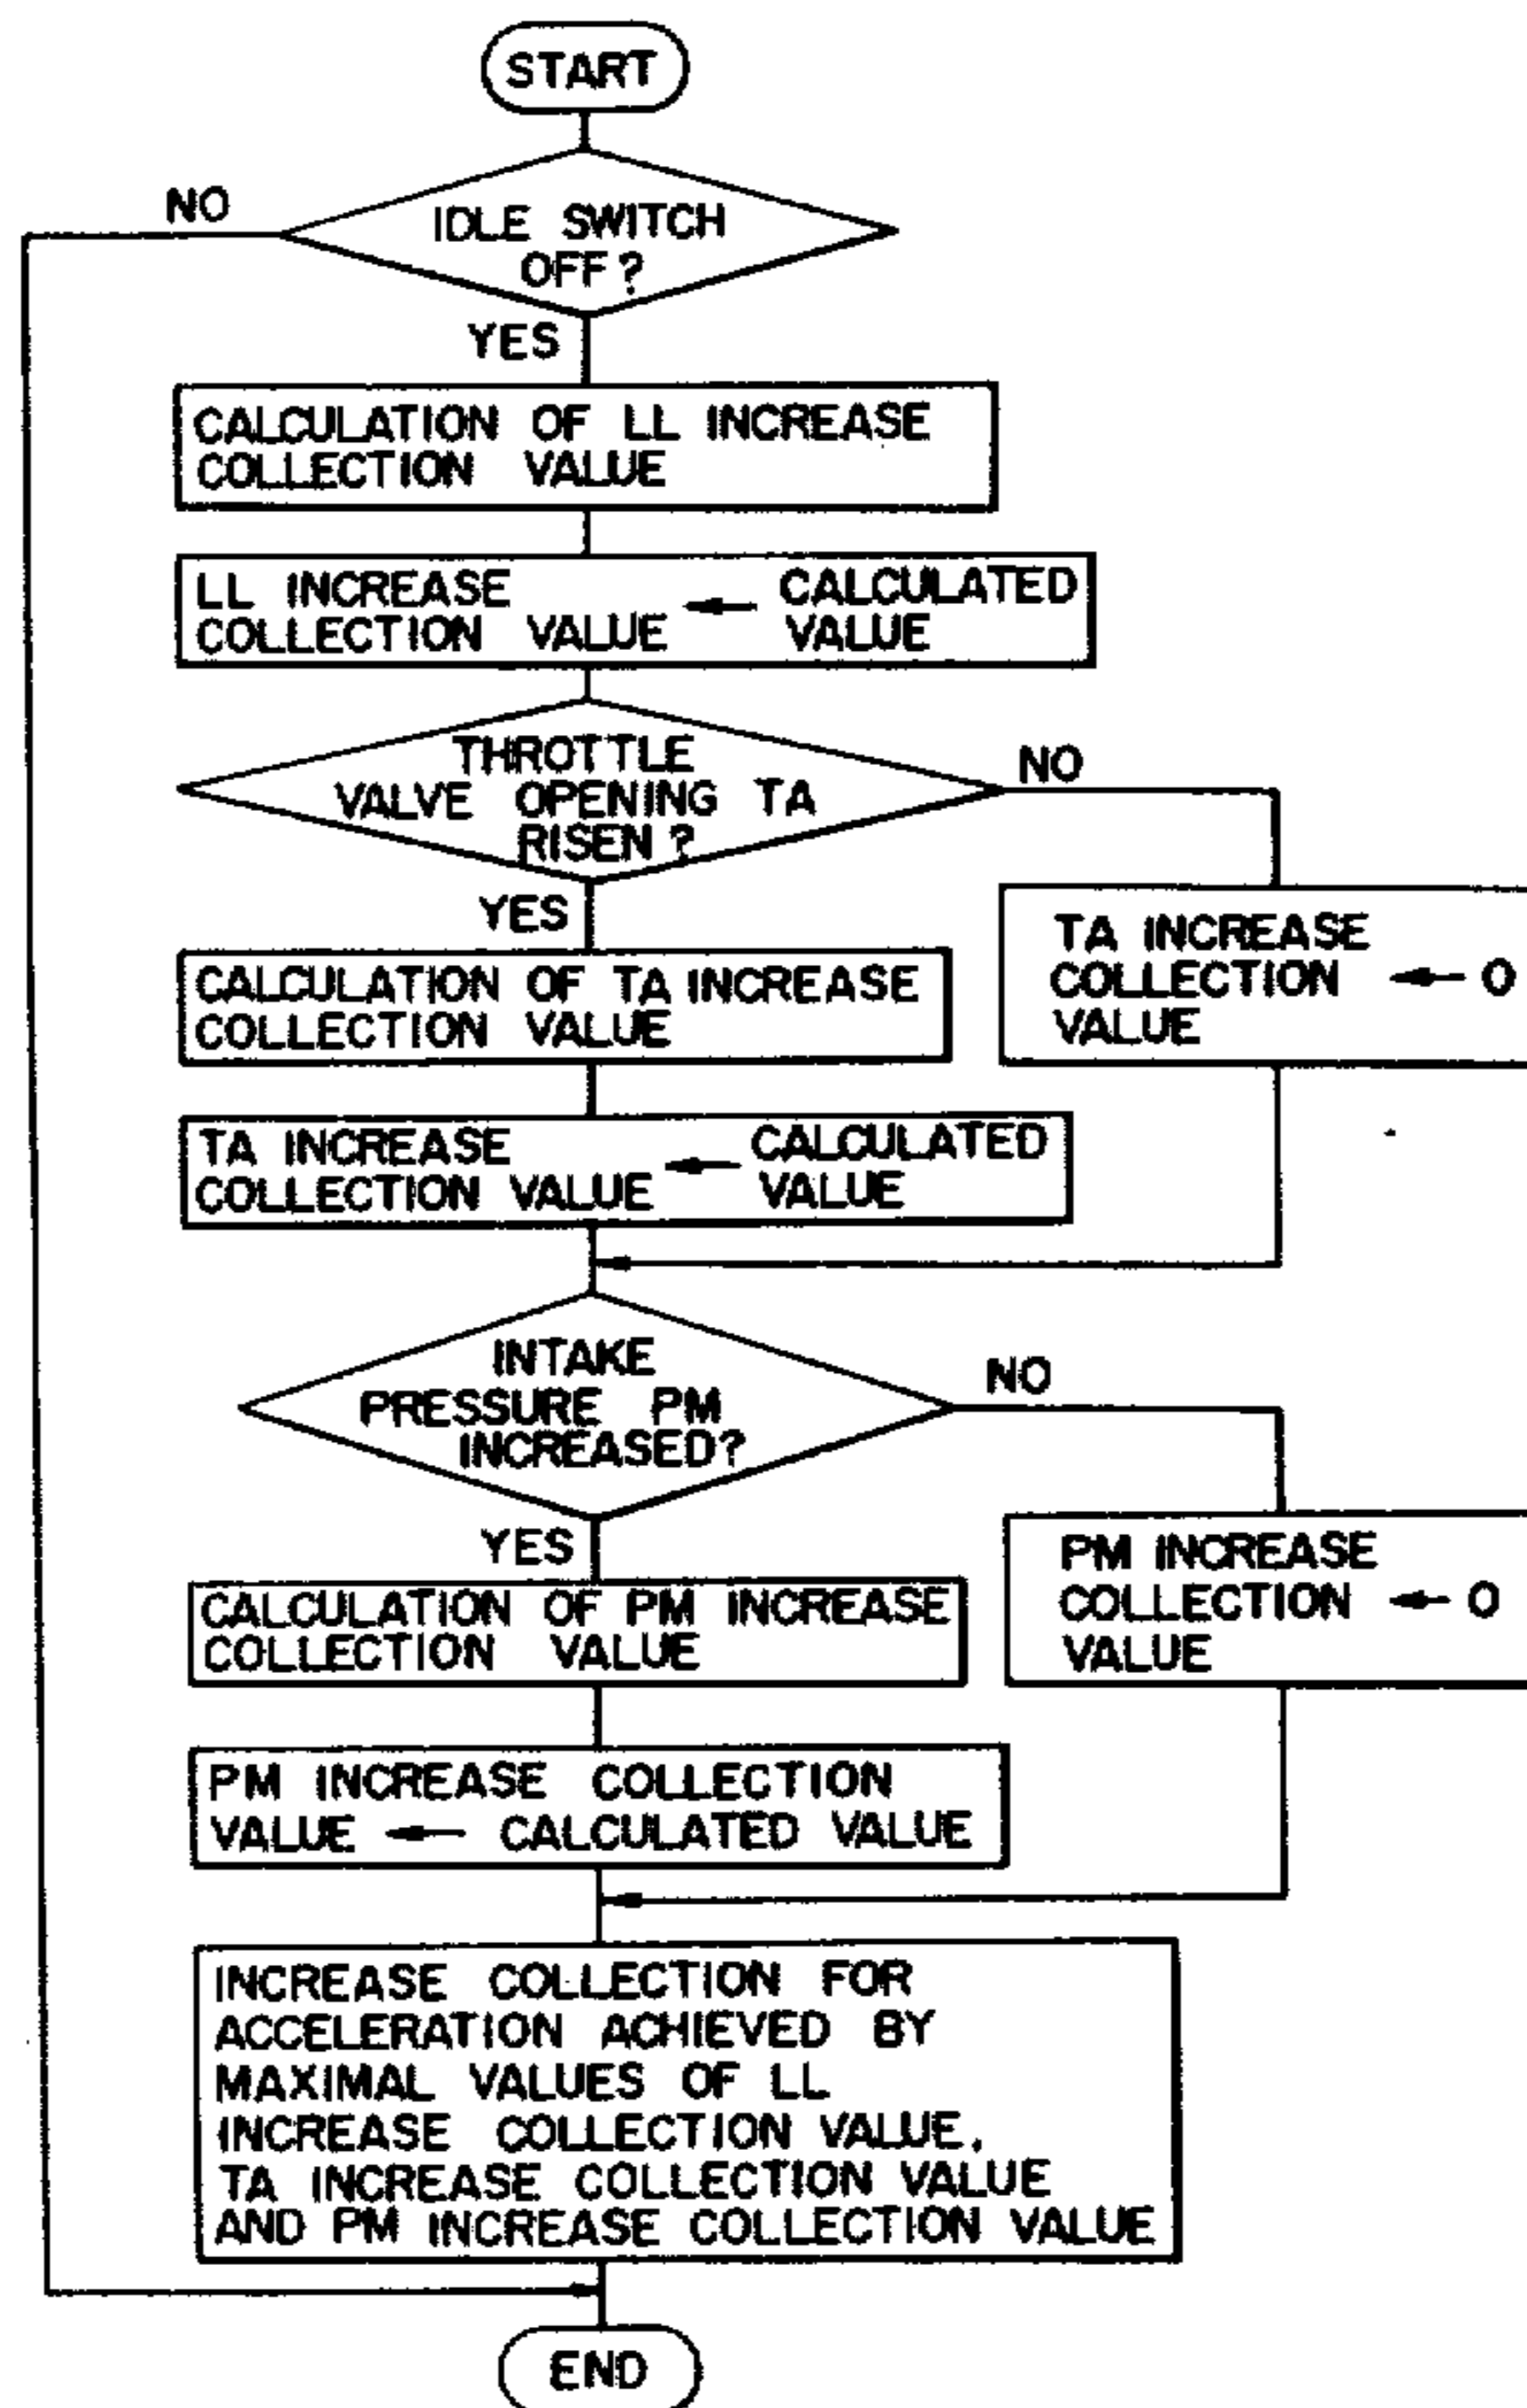 START
NO
IDLE SWITCH
OFF?
YES
CALCULATION OF LL INCREASE
COLLECTION VALUE
LL INCREASE ← CALCULATED
COLLECTION VALUE VALUE
THROTTLE
VALVE OPENING TA
RISEN?
NO
YES
TA INCREASE
COLLECTION ← 0
VALUE
CALCULATION OF TA INCREASE
COLLECTION VALUE
TA INCREASE ← CALCULATED
COLLECTION VALUE VALUE
INTAKE
PRESSURE PM
INCREASED?
NO
YES
PM INCREASE
COLLECTION ← 0
VALUE
CALCULATION OF PM INCREASE
COLLECTION VALUE
PM INCREASE COLLECTION
VALUE ← CALCULATED VALUE
INCREASE COLLECTION FOR
ACCELERATION ACHIEVED BY
MAXIMAL VALUES OF LL
INCREASE COLLECTION VALUE,
TA INCREASE COLLECTION VALUE
AND PM INCREASE COLLECTION VALUE
END